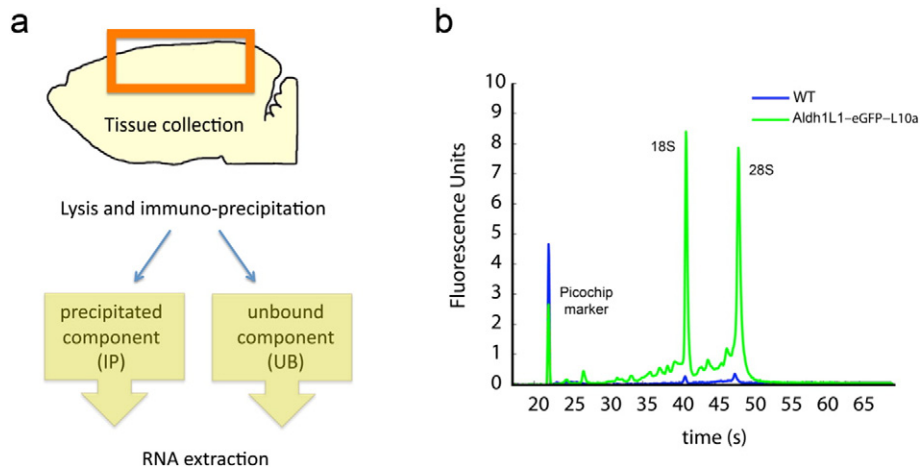 a
Tissue collection
Lysis and immuno-precipitation
precipitated
component
(IP)
unbound
component
(UB)
RNA extraction
b
WT
Aldh1L1-eGFP-L10a
18S
28S
Picochip
marker
Fluorescence Units
10
9
8
7
6
5
4
3
2
1
0
20 25 30 35 40 45 50 55 60 65
time (s)